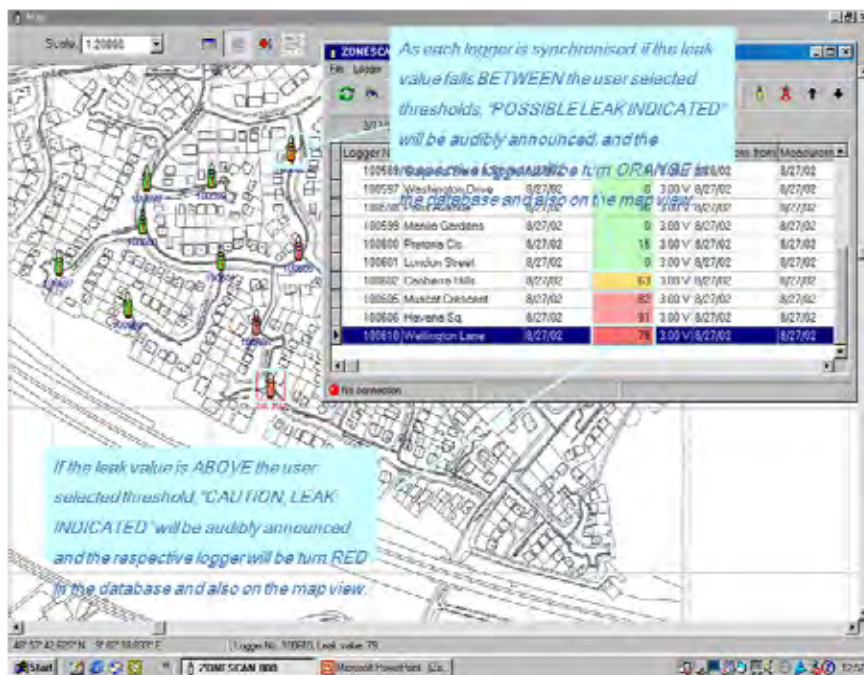 Map
Scale: 1:20000
ZONESCAN
File Logger
As each logger is synchronised, if the leak
value falls BETWEEN the user selected
thresholds, "POSSIBLE LEAK INDICATED"
will be audibly announced, and the
respective logger will be turn ORANGE in
the database and also on the map view.
Logger N
100597 Washington Drive 8/27/02 0 3.00 V 8/27/02 8/27/02
100599 Manila Gardens 8/27/02 0 3.00 V 8/27/02 8/27/02
100600 Pretoria Clo. 8/27/02 15 3.00 V 8/27/02 8/27/02
100601 London Street 8/27/02 0 3.00 V 8/27/02 8/27/02
100602 Canberra Hills 8/27/02 63 3.00 V 8/27/02 8/27/02
100605 Muscat Crescent 8/27/02 82 3.00 V 8/27/02 8/27/02
100606 Havana Sq. 8/27/02 91 3.00 V 8/27/02 8/27/02
100610 Wellington Lane 8/27/02 79 3.00 V 8/27/02 8/27/02
No connection
If the leak value is ABOVE the user
selected threshold, "CAUTION, LEAK
INDICATED" will be audibly announced
and the respective logger will be turn RED
in the database and also on the map view.
Logger No. 100610, Leak value: 79
Start
ZONESCAN 800
Microsoft PowerPoint